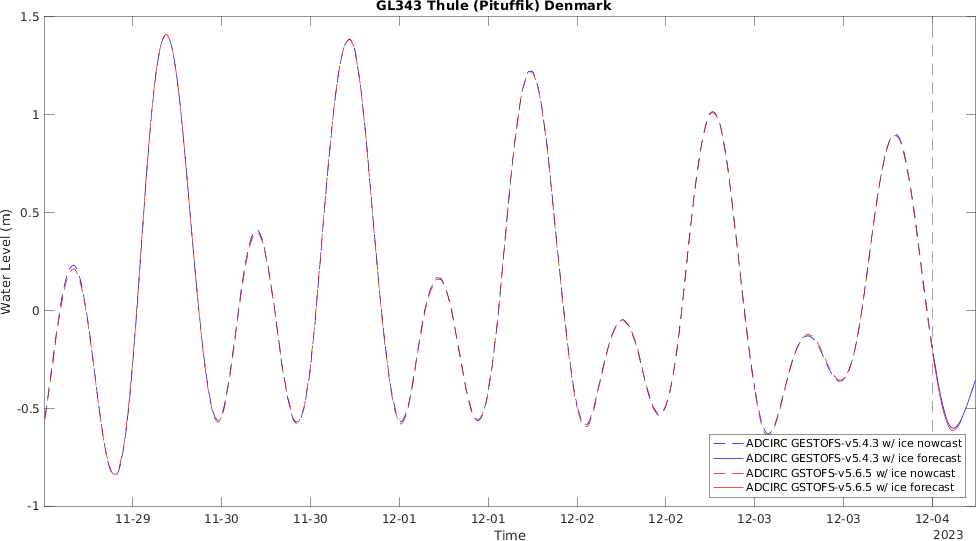 GL343 Thule (Pituffik) Denmark
1.5
1
0.5
0
-0.5
-1
Water Level (m)
ADCIRC GESTOFS-v5.4.3 w/ ice nowcast
ADCIRC GESTOFS-v5.4.3 w/ ice forecast
ADCIRC GSTOFS-v5.6.5 w/ ice nowcast
ADCIRC GSTOFS-v5.6.5 w/ ice forecast
11-29 11-30 11-30 12-01 12-01 12-02 12-02 12-03 12-03 12-04
Time 2023